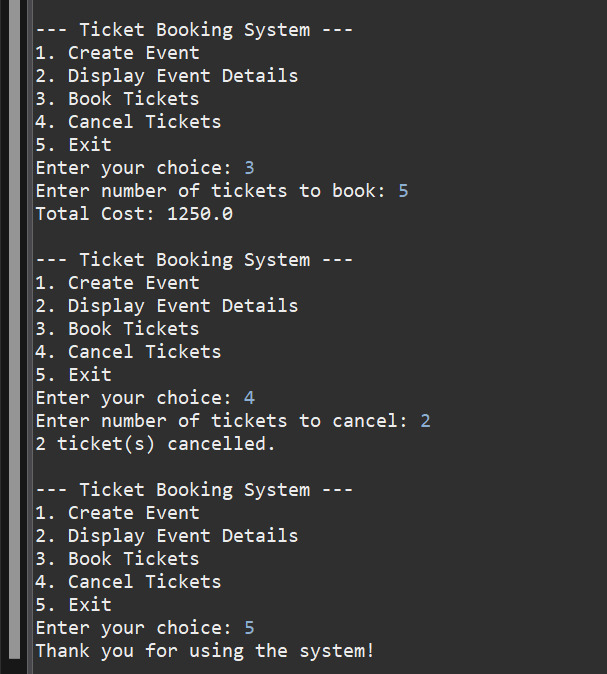 --- Ticket Booking System ---
1. Create Event
2. Display Event Details
3. Book Tickets
4. Cancel Tickets
5. Exit
Enter your choice: 3
Enter number of tickets to book: 5
Total Cost: 1250.0
--- Ticket Booking System ---
1. Create Event
2. Display Event Details
3. Book Tickets
4. Cancel Tickets
5. Exit
Enter your choice: 4
Enter number of tickets to cancel: 2
2 ticket(s) cancelled.
--- Ticket Booking System ---
1. Create Event
2. Display Event Details
3. Book Tickets
4. Cancel Tickets
5. Exit
Enter your choice: 5
Thank you for using the system!